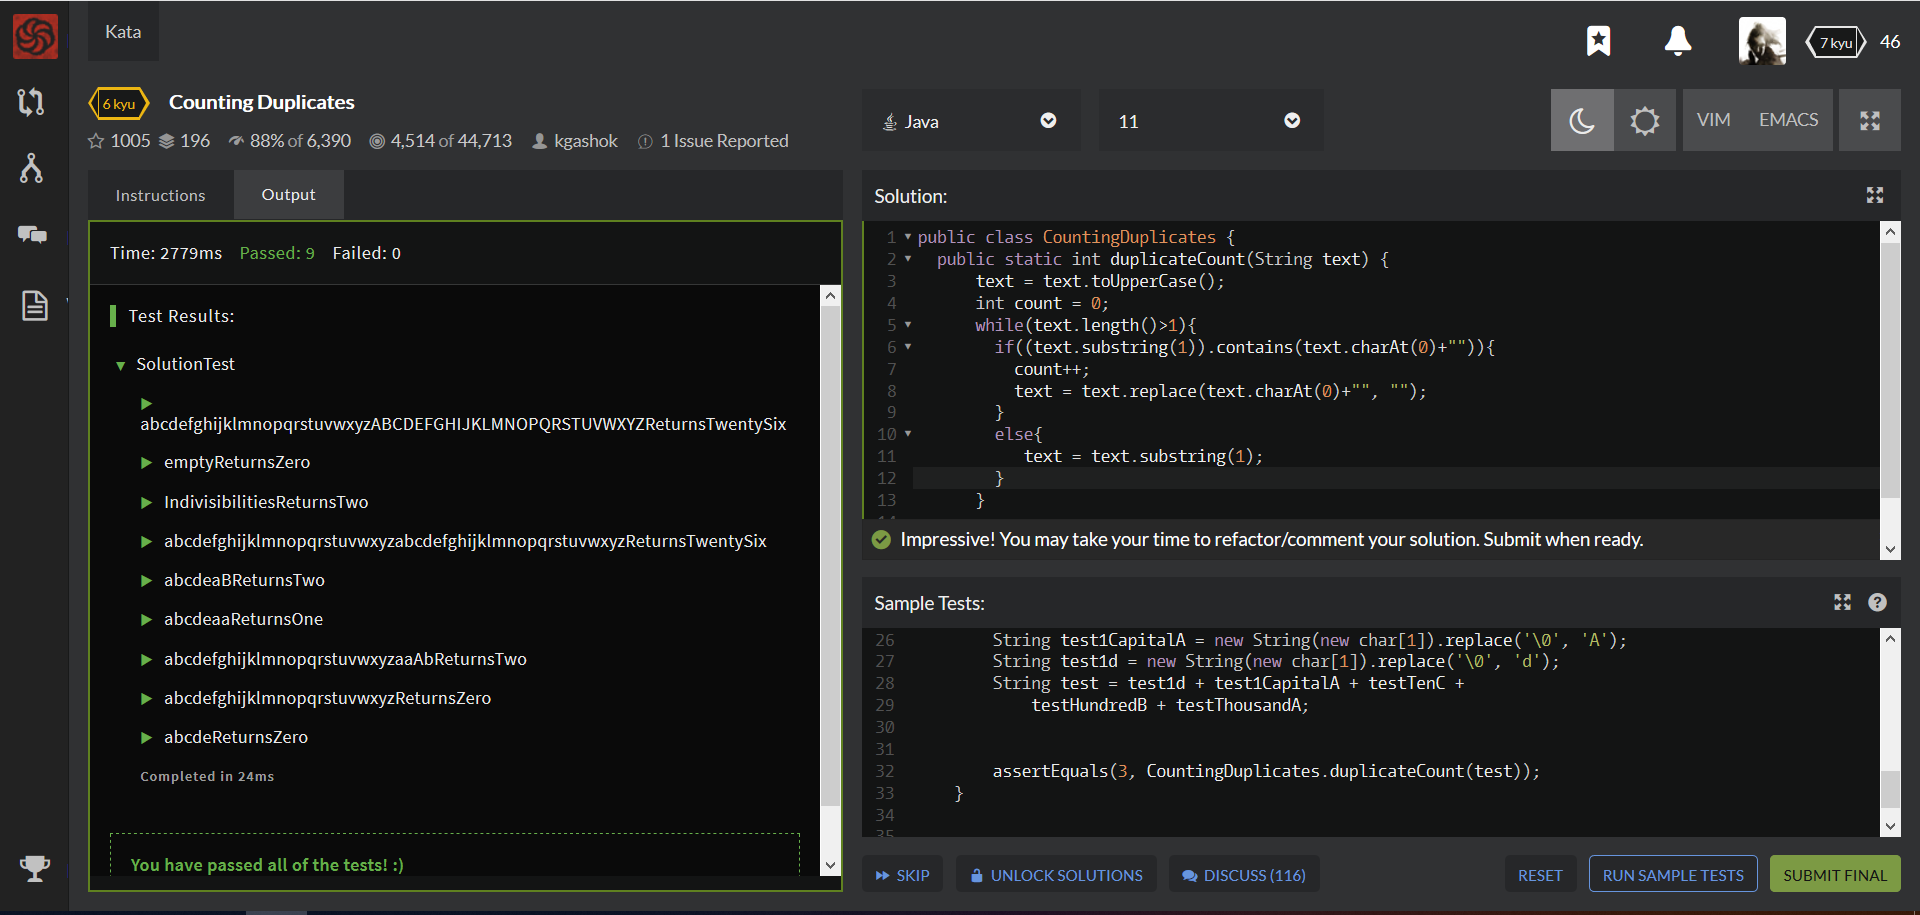 Kata
7 kyu 46
6 kyu Counting Duplicates
1005 196 88% of 6,390 4,514 of 44,713 kgashok 1 Issue Reported
Java 11 VIM EMACS
Instructions Output
Time: 2779ms Passed: 9 Failed: 0
Test Results:
SolutionTest
abcdefghijklmnopqrstuvwxyzABCDEFGHIJKLMNOPQRSTUVWXYZReturnsTwentySix
emptyReturnsZero
IndivisibilitiesReturnsTwo
abcdefghijklmnopqrstuvwxyzabcdefghijklmnopqrstuvwxyzReturnsTwentySix
abcdeaBReturnsTwo
abcdeaaReturnsOne
abcdefghijklmnopqrstuvwxyzaaAbReturnsTwo
abcdefghijklmnopqrstuvwxyzReturnsZero
abcdeReturnsZero
Completed in 24ms
You have passed all of the tests! :)
Solution:
1 public class CountingDuplicates {
2 public static int duplicateCount(String text) {
3 text = text.toUpperCase();
4 int count = 0;
5 while(text.length()>1){
6 if((text.substring(1)).contains(text.charAt(0)+"")){
7 count++;
8 text = text.replace(text.charAt(0)+"", "");
9 }
10 else{
11 text = text.substring(1);
12 }
13 }
Impressive! You may take your time to refactor/comment your solution. Submit when ready.
Sample Tests:
26 String test1CapitalA = new String(new char[1]).replace('\0', 'A');
27 String test1d = new String(new char[1]).replace('\0', 'd');
28 String test = test1d + test1CapitalA + testTenC +
29 testHundredB + testThousandA;
30
31
32 assertEquals(3, CountingDuplicates.duplicateCount(test));
33 }
34
35
SKIP UNLOCK SOLUTIONS DISCUSS (116) RESET RUN SAMPLE TESTS SUBMIT FINAL